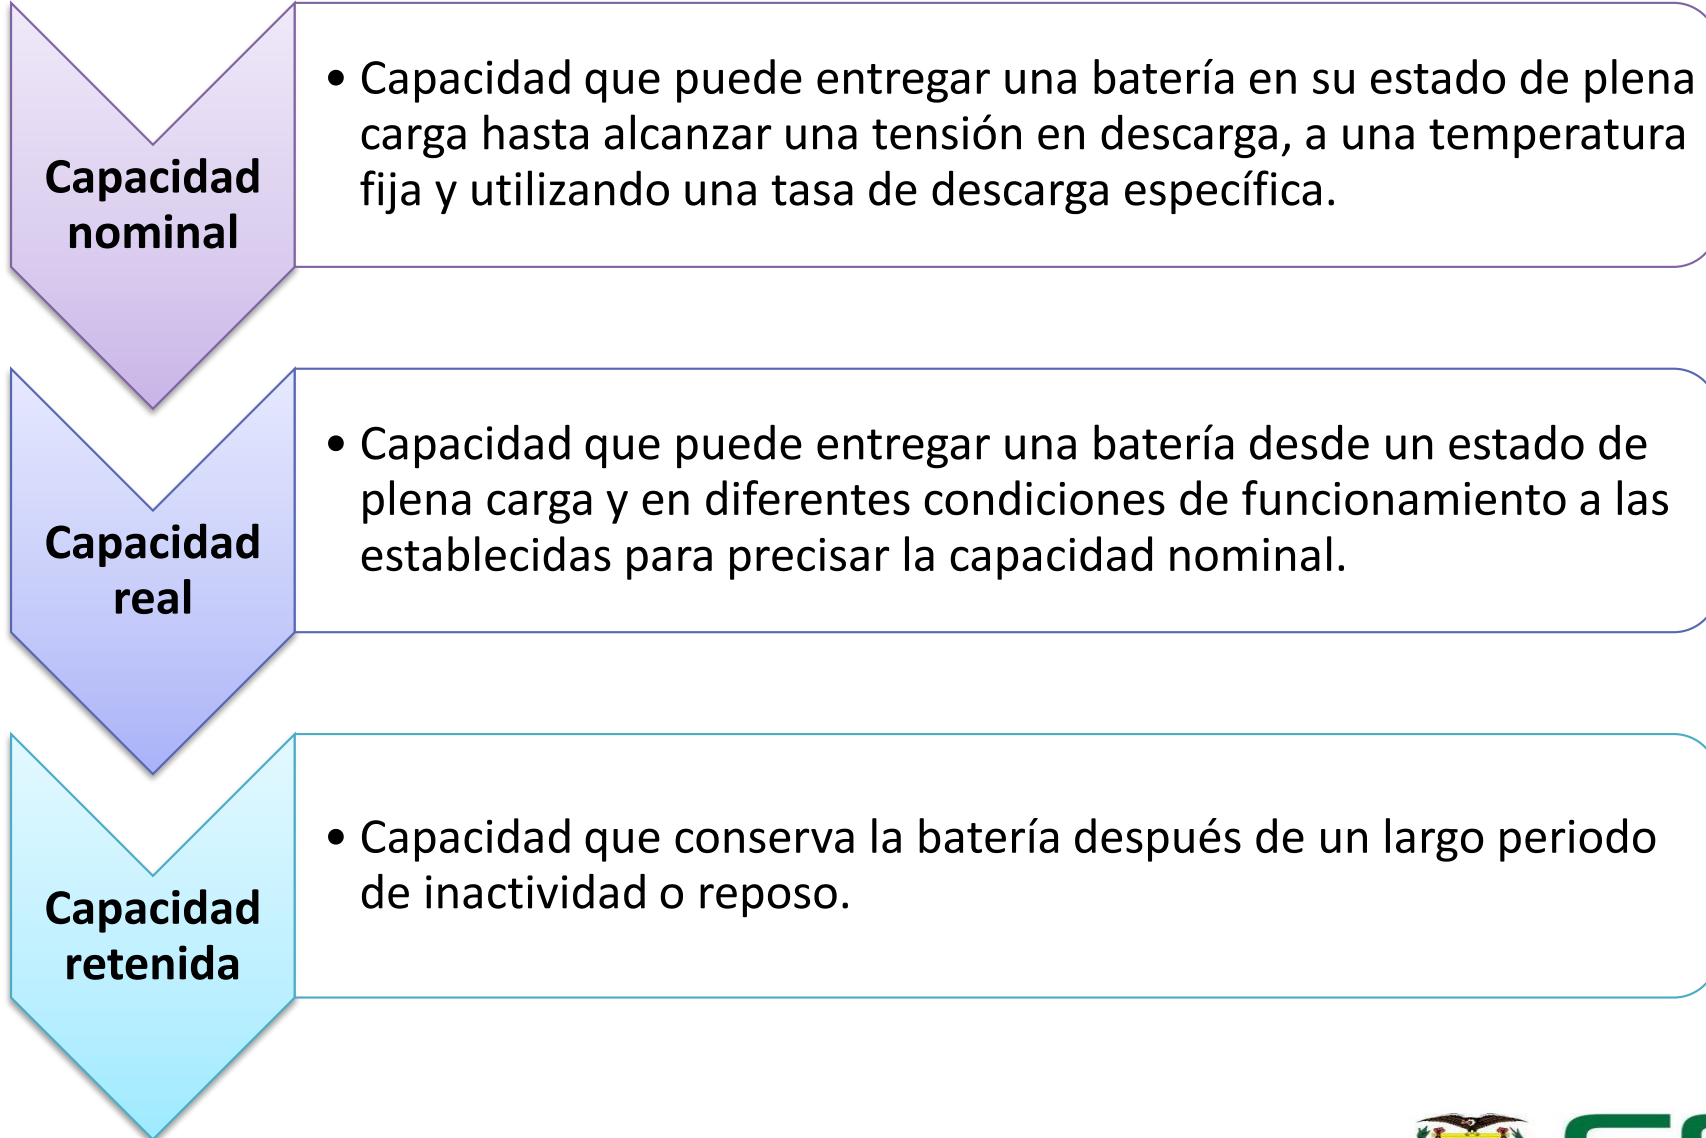 Capacidad
nominal
• Capacidad que puede entregar una batería en su estado de plena
carga hasta alcanzar una tensión en descarga, a una temperatura
fija y utilizando una tasa de descarga específica.
Capacidad
real
• Capacidad que puede entregar una batería desde un estado de
plena carga y en diferentes condiciones de funcionamiento a las
establecidas para precisar la capacidad nominal.
Capacidad
retenida
• Capacidad que conserva la batería después de un largo periodo
de inactividad o reposo.